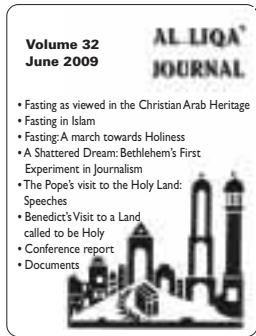 Volume 32
June 2009
AL LIQA'
JOURNAL
• Fasting as viewed in the Christian Arab Heritage
• Fasting in Islam
• Fasting: A march towards Holiness
• A Shattered Dream: Bethlehem's First
Experiment in Journalism
• The Pope's visit to the Holy Land:
Speeches
• Benedict's Visit to a Land
called to be Holy
• Conference report
• Documents